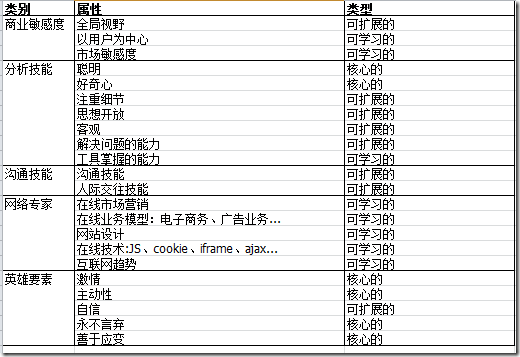 类别 属性 类型
商业敏感度 全局视野 可扩展的
以用户为中心 可学习的
市场敏感度 可学习的
分析技能 聪明 核心的
好奇心 核心的
注重细节 可扩展的
思想开放 可扩展的
客观 可扩展的
解决问题的能力 可扩展的
工具掌握的能力 可学习的
沟通技能 沟通技能 可扩展的
人际交往技能 可扩展的
网络专家 在线市场营销 可学习的
在线业务模型：电子商务、广告业务... 可学习的
网站设计 可学习的
在线技术:JS、cookie、iframe、ajax... 可学习的
互联网趋势 可学习的
英雄要素 激情 核心的
主动性 核心的
自信 可扩展的
永不言弃 核心的
善于应变 核心的